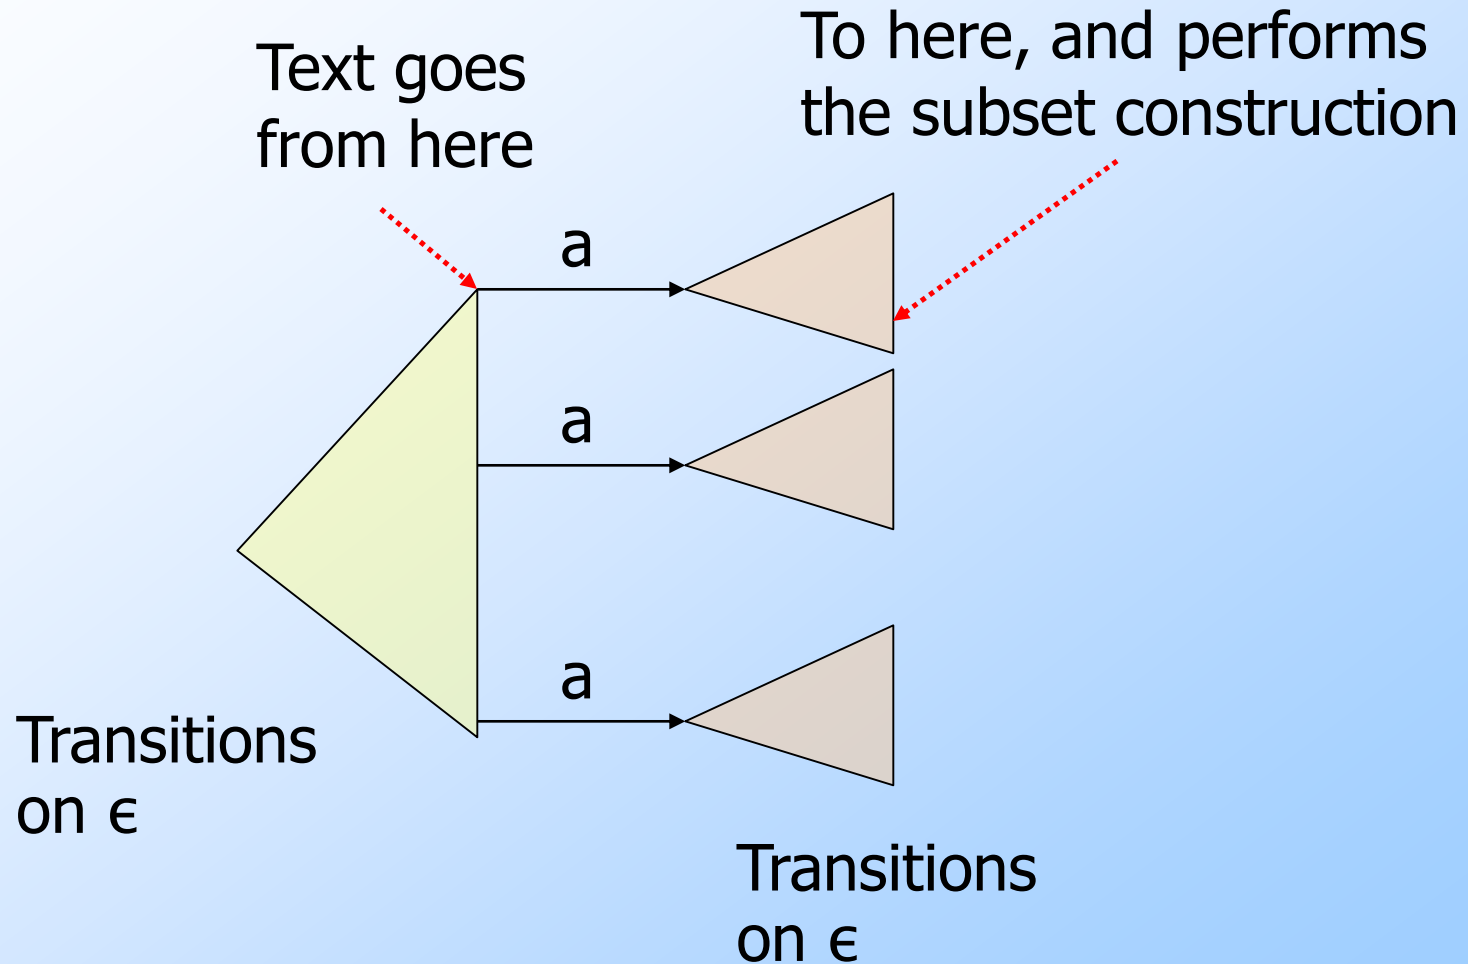 Text goes
from here
To here, and performs
the subset construction
a
a
a
Transitions
on ϵ
Transitions
on ϵ